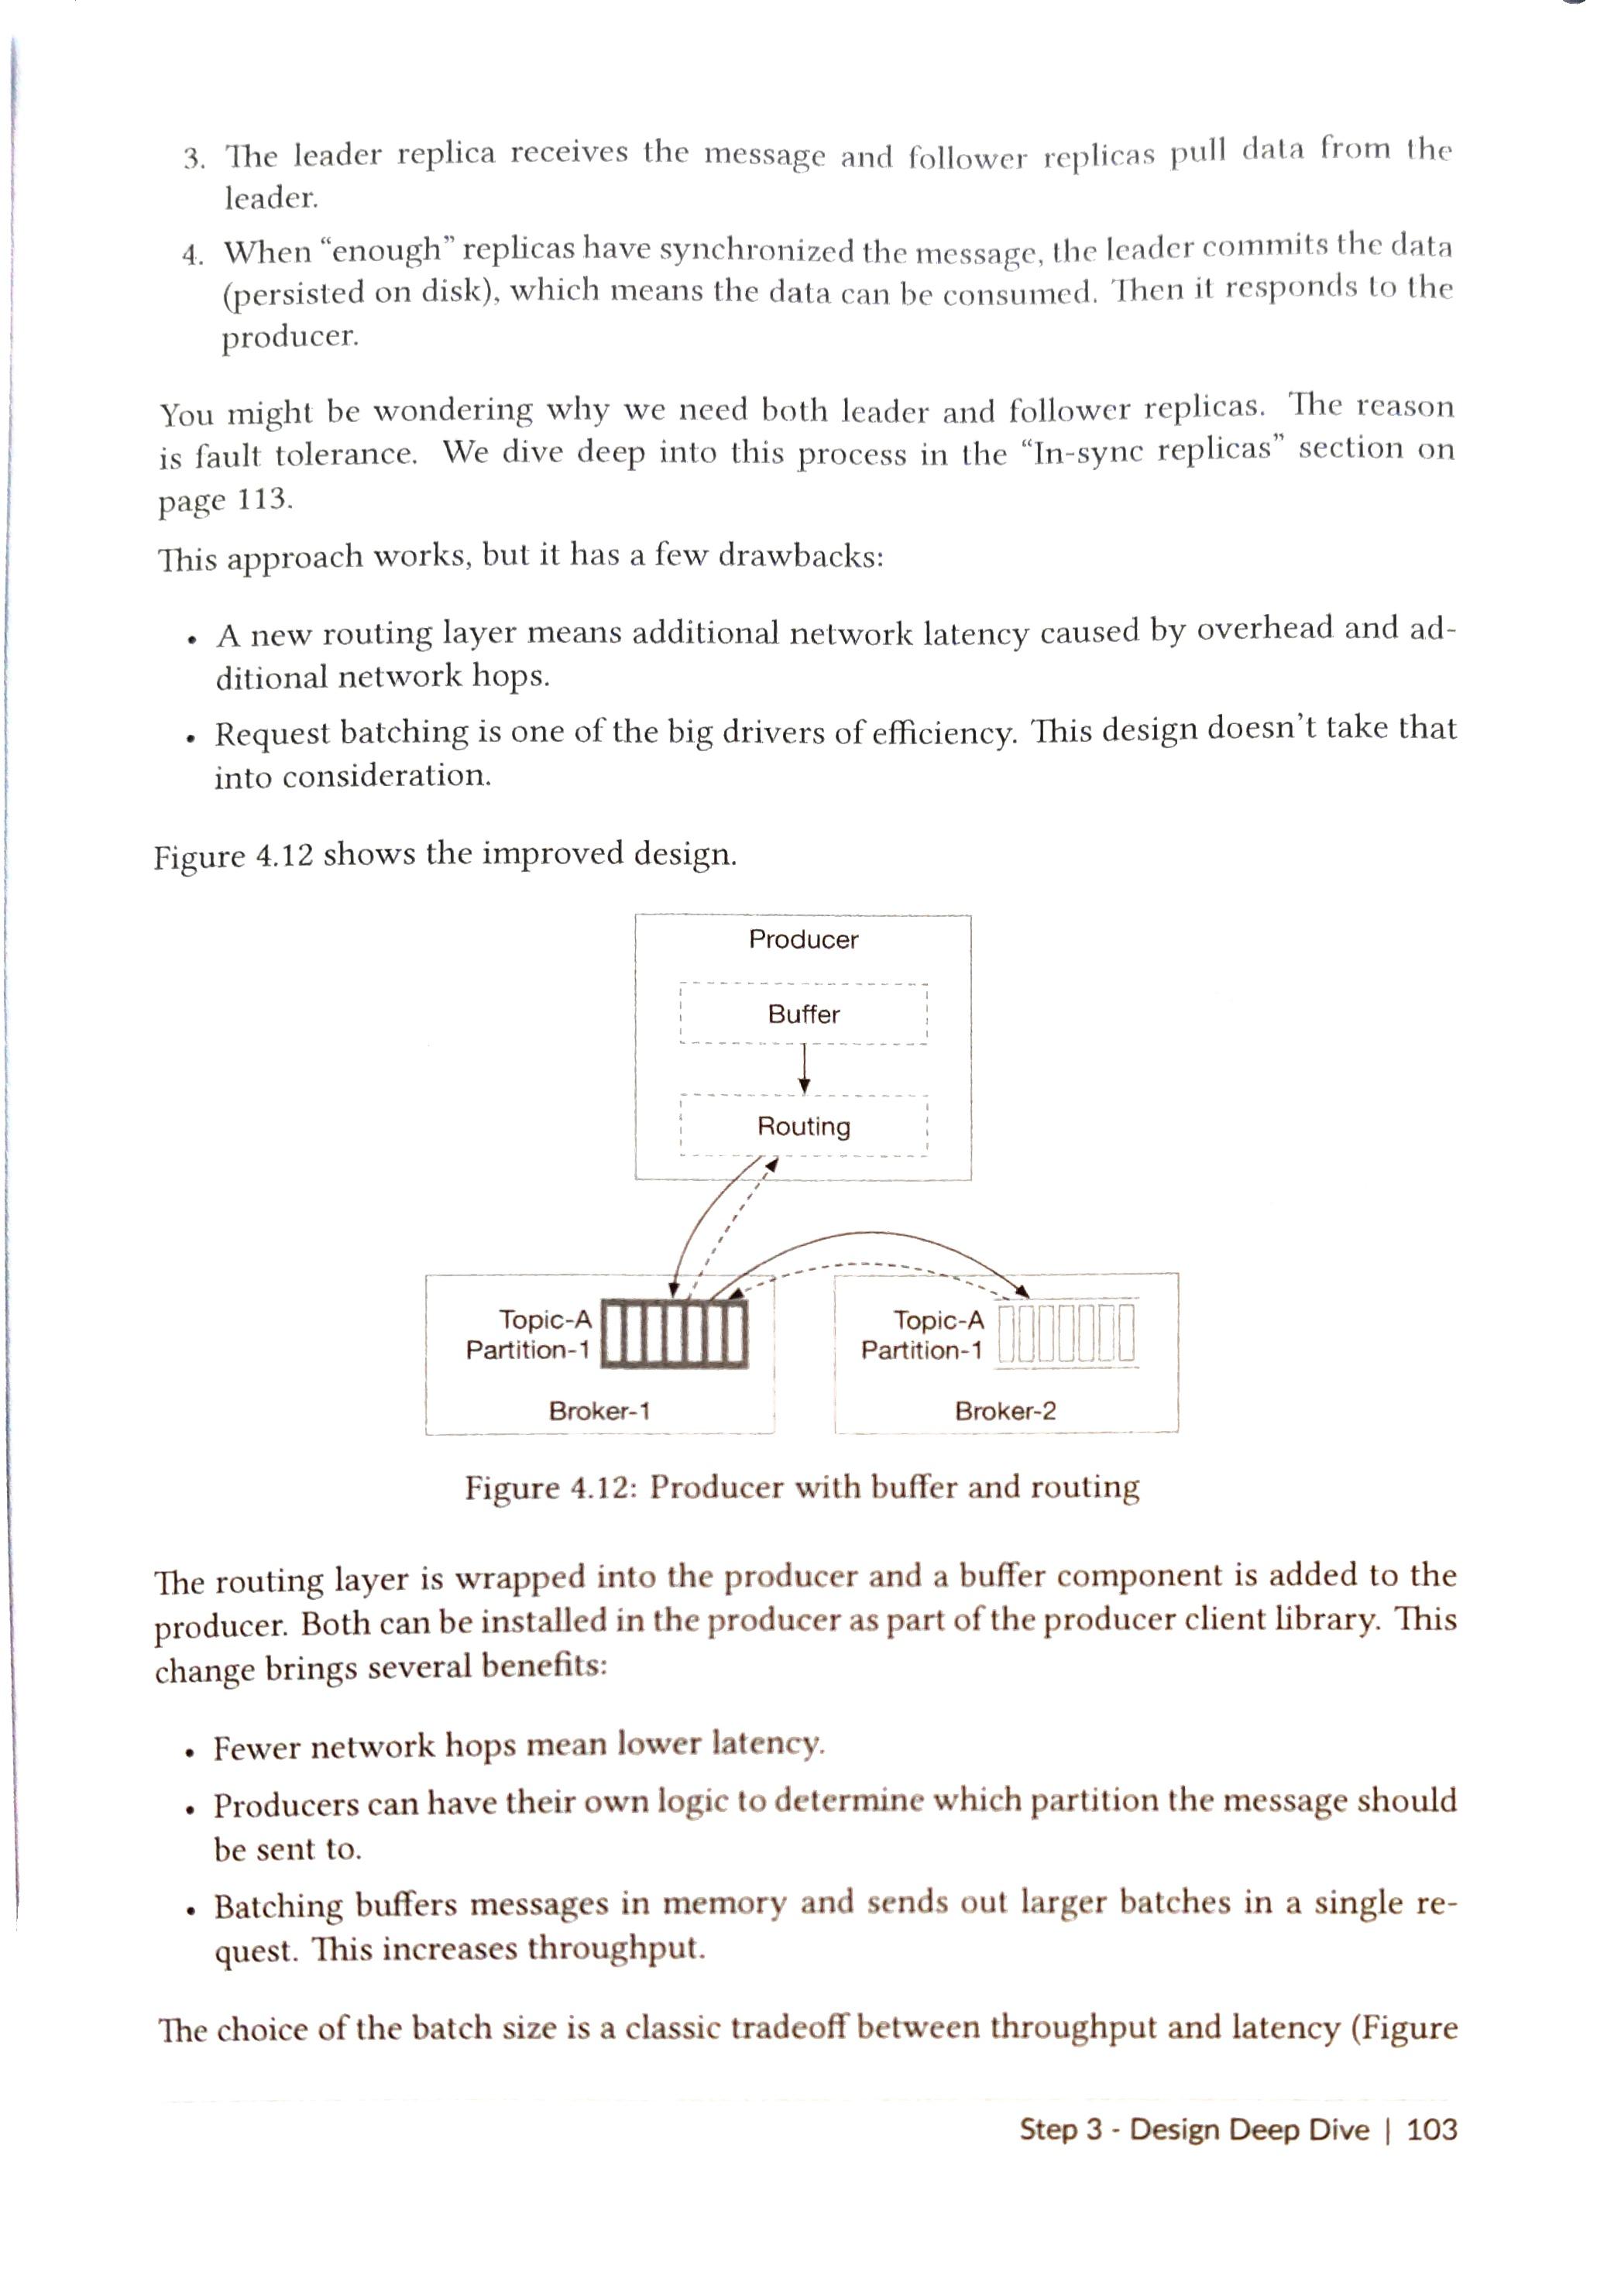 3. The leader replica receives the message and follower replicas pull data from the
leader.
4. When “enough” replicas have synchronized the message, the leader commits the data
(persisted on disk), which means the data can be consumed. Then it responds to the
producer.
You might be wondering why we need both leader and follower replicas. The reason
is fault tolerance. We dive deep into this process in the “In-sync replicas” section on
page 113.
This approach works, but it has a few drawbacks:
• A new routing layer means additional network latency caused by overhead and ad-
ditional network hops.
• Request batching is one of the big drivers of efficiency. This design doesn’t take that
into consideration.
Figure 4.12 shows the improved design.
Producer
Buffer
Routing
Topic-A
Partition-1
Broker-1
Topic-A
Partition-1
Broker-2
Figure 4.12: Producer with buffer and routing
The routing layer is wrapped into the producer and a buffer component is added to the
producer. Both can be installed in the producer as part of the producer client library. This
change brings several benefits:
• Fewer network hops mean lower latency.
• Producers can have their own logic to determine which partition the message should
be sent to.
• Batching buffers messages in memory and sends out larger batches in a single re-
quest. This increases throughput.
The choice of the batch size is a classic tradeoff between throughput and latency (Figure
Step 3 - Design Deep Dive | 103